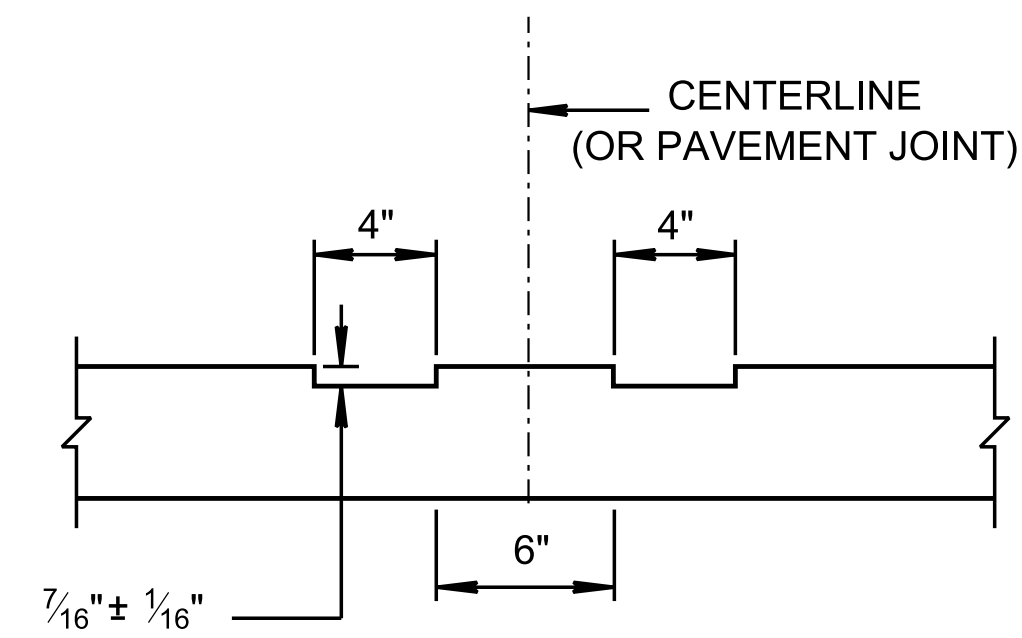 CENTERLINE
(OR PAVEMENT JOINT)
4"
4"
6"
7/16"± 1/16"